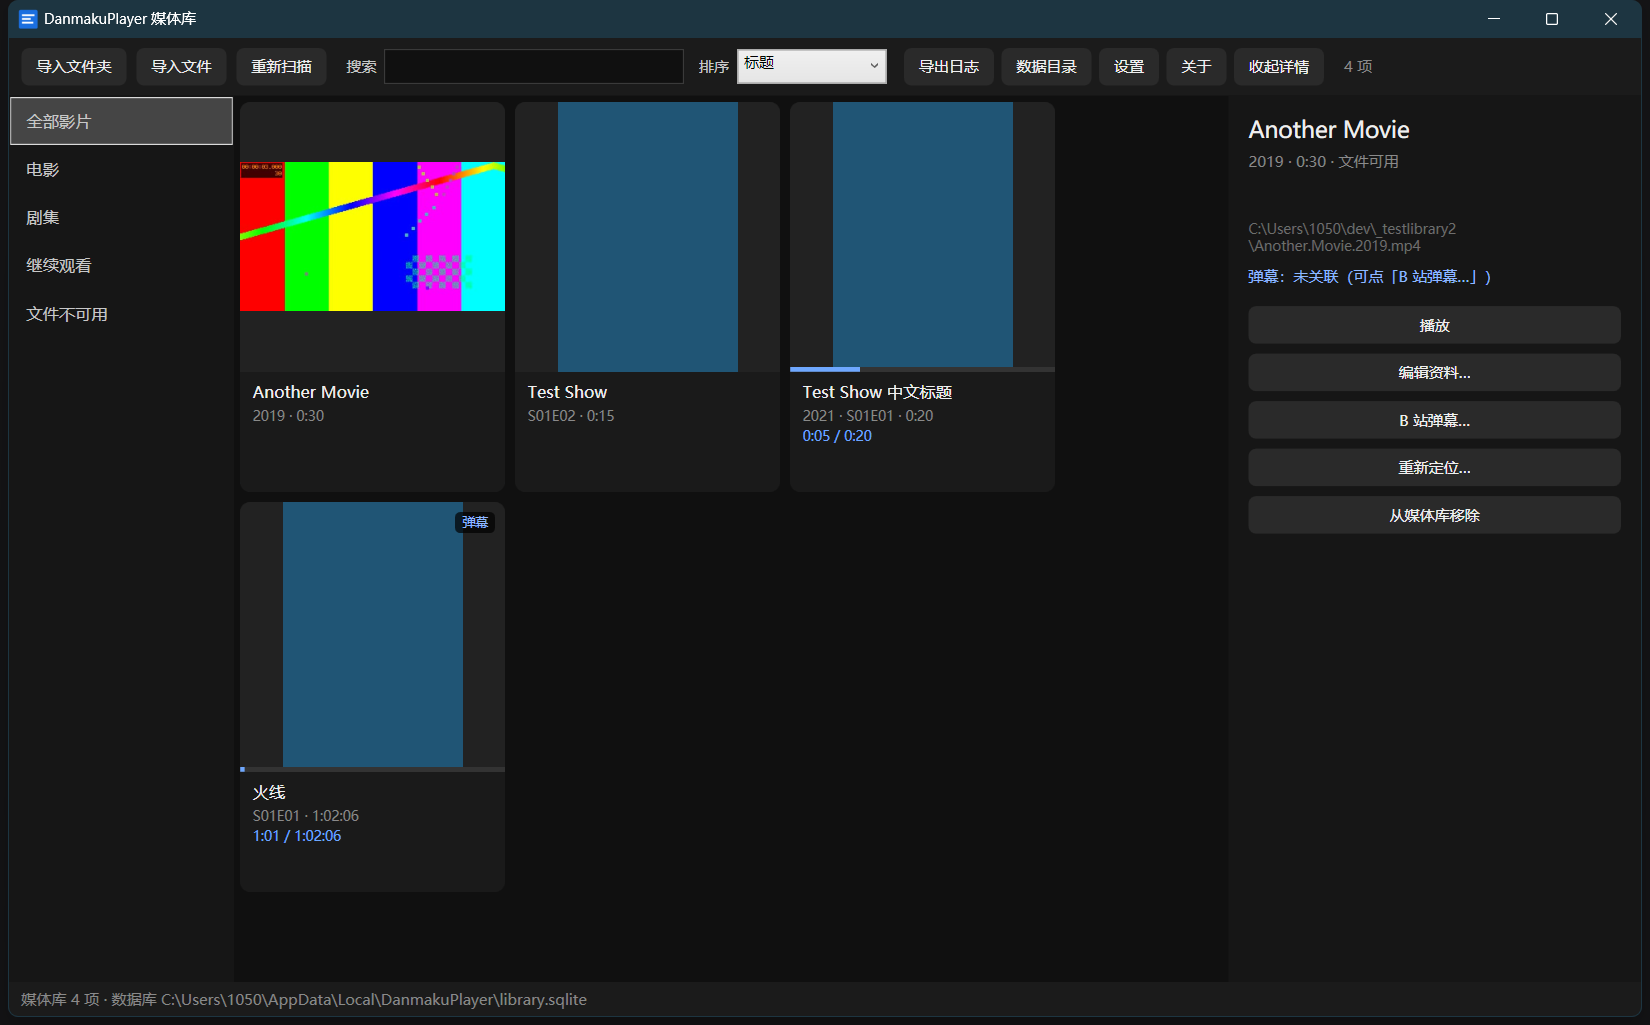 DanmakuPlayer 媒体库
导入文件夹 导入文件 重新扫描 搜索 排序 标题 导出日志 数据目录 设置 关于 收起详情 4 项
全部影片
电影
剧集
继续观看
文件不可用
Another Movie
2019 · 0:30
Test Show
S01E02 · 0:15
Test Show 中文标题
2021 · S01E01 · 0:20
0:05 / 0:20
弹幕
火线
S01E01 · 1:02:06
1:01 / 1:02:06
Another Movie
2019 · 0:30 · 文件可用
C:\Users\1050\dev\_testlibrary2
\Another.Movie.2019.mp4
弹幕：未关联（可点「B 站弹幕...」）
播放
编辑资料...
B 站弹幕...
重新定位...
从媒体库移除
媒体库 4 项 · 数据库 C:\Users\1050\AppData\Local\DanmakuPlayer\library.sqlite